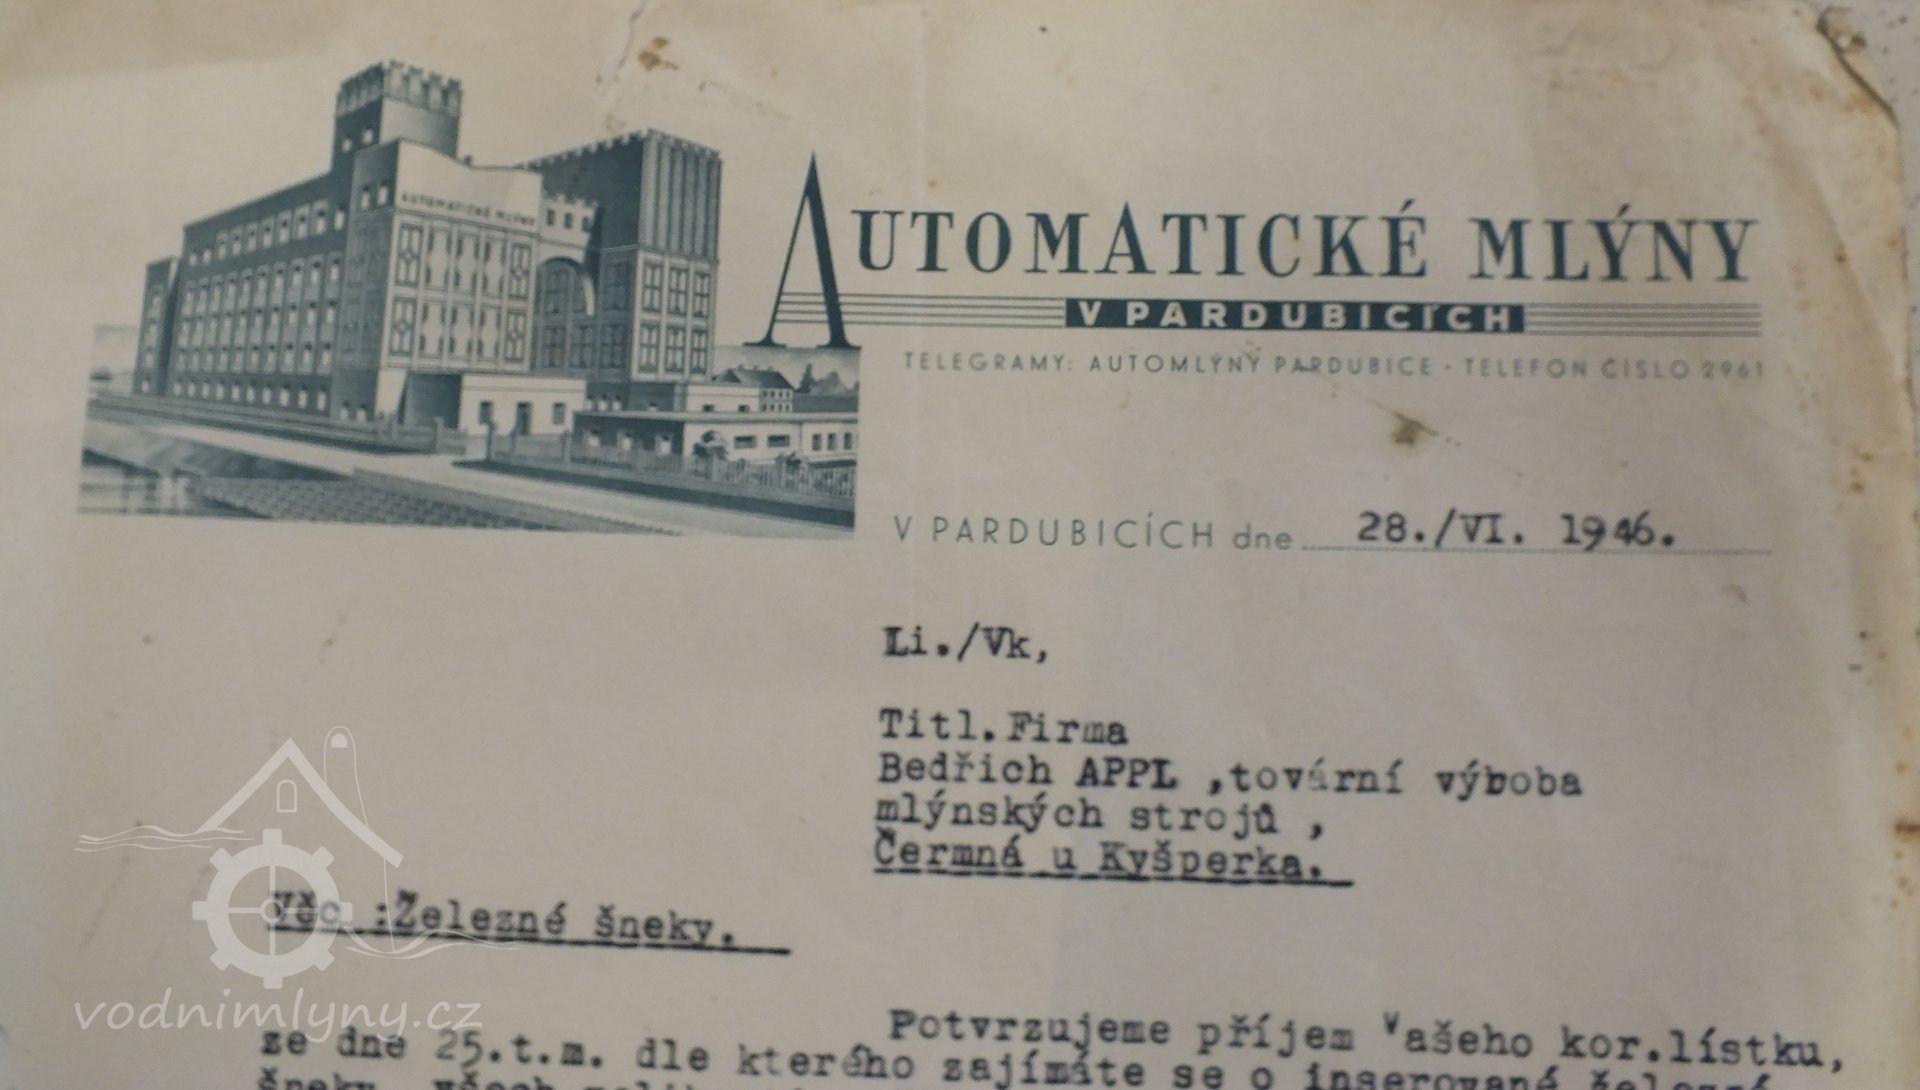 AUTOMATICKÉ MLÝNY
AUTOMATICKÉ MLÝNY
V PARDUBICÍCH
TELEGRAMY: AUTOMLÝNY PARDUBICE · TELEFON ČÍSLO 2961
V PARDUBICÍCH dne 28./VI. 1946.
Li./Vk,
Titl.Firma
Bedřich APPL ,tovární výboba
mlýnských strojů ,
Čermná u Kyšperka.
Věc :Železné šneky.
vodnimlyny.cz
Potvrzujeme příjem Vašeho kor.lístku,
ze dne 25.t.m. dle kterého zajímáte se o inserované železné
šneky